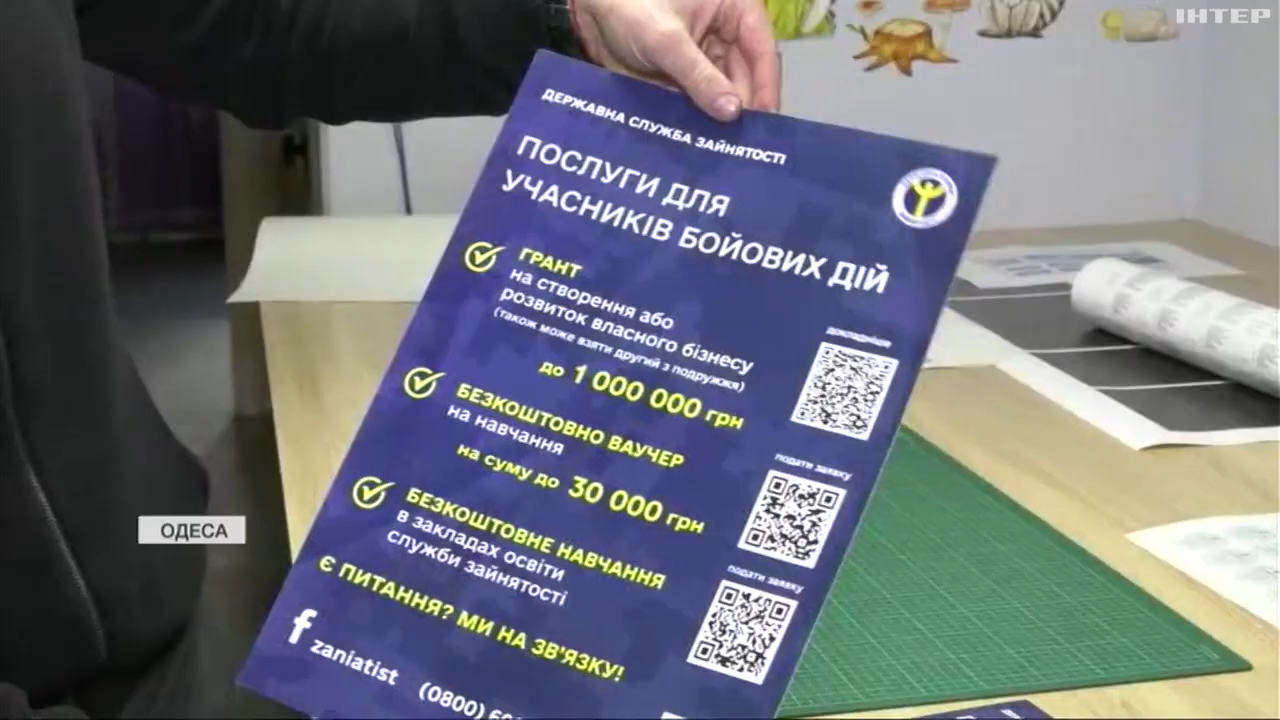 ІНТЕР
ДЕРЖАВНА СЛУЖБА ЗАЙНЯТОСТІ
ПОСЛУГИ ДЛЯ
УЧАСНИКІВ БОЙОВИХ ДІЙ
ГРАНТ
на створення або
розвиток власного бізнесу
(також може взяти другий з подружжя)
до 1 000 000 грн
докладніше
БЕЗКОШТОВНО ВАУЧЕР
на навчання
на суму до 30 000 грн
подати заявку
БЕЗКОШТОВНЕ НАВЧАННЯ
в закладах освіти
служби зайнятості
подати заявку
Є ПИТАННЯ? МИ НА ЗВ'ЯЗКУ!
f zaniatist (0800)
ОДЕСА